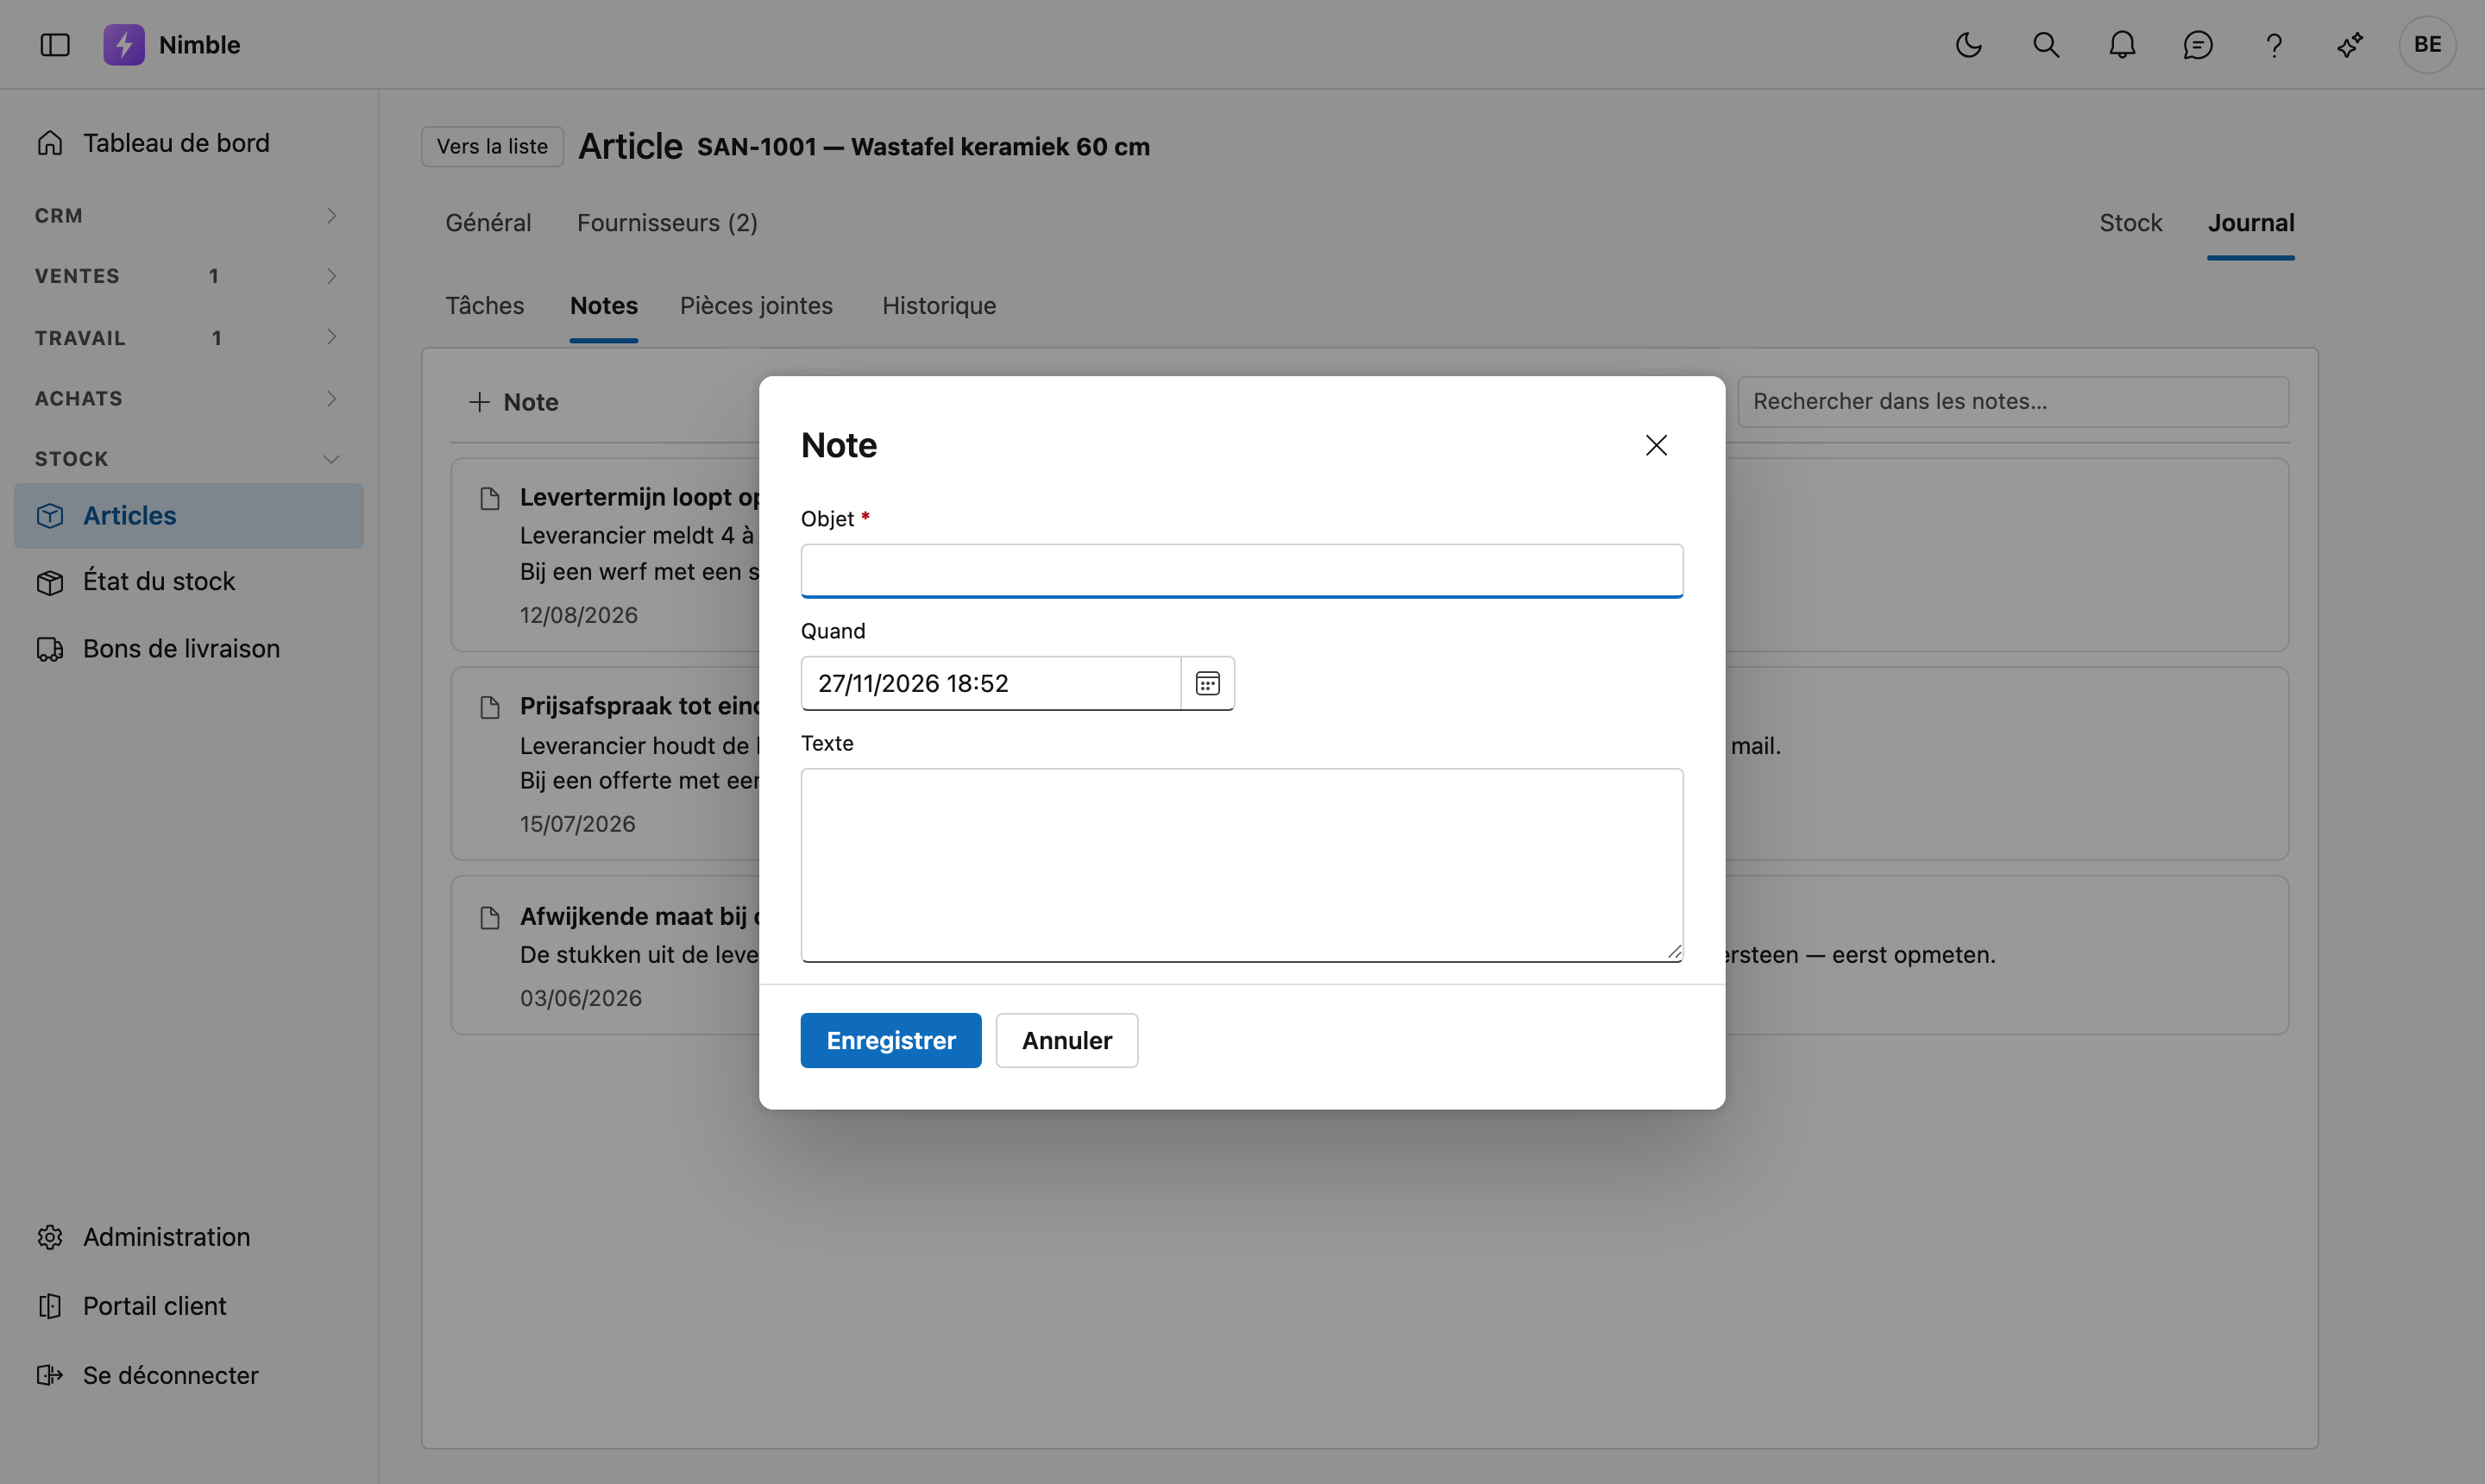 Nimble
BE
Tableau de bord
CRM
VENTES 1
TRAVAIL 1
ACHATS
STOCK
Articles
État du stock
Bons de livraison
Administration
Portail client
Se déconnecter
Vers la liste
Article SAN-1001 — Wastafel keramiek 60 cm
Général
Fournisseurs (2)
Stock
Journal
Tâches
Notes
Pièces jointes
Historique
Note
Rechercher dans les notes...
Levertermijn loopt
Leverancier meldt 4 à
Bij een werf met een
12/08/2026
Prijsafspraak tot
Leverancier houdt de
mail.
Bij een offerte met
15/07/2026
Afwijkende maat bij
De stukken uit de
— eerst opmeten.
03/06/2026
Note
Objet *
Quand
27/11/2026 18:52
Texte
Enregistrer
Annuler